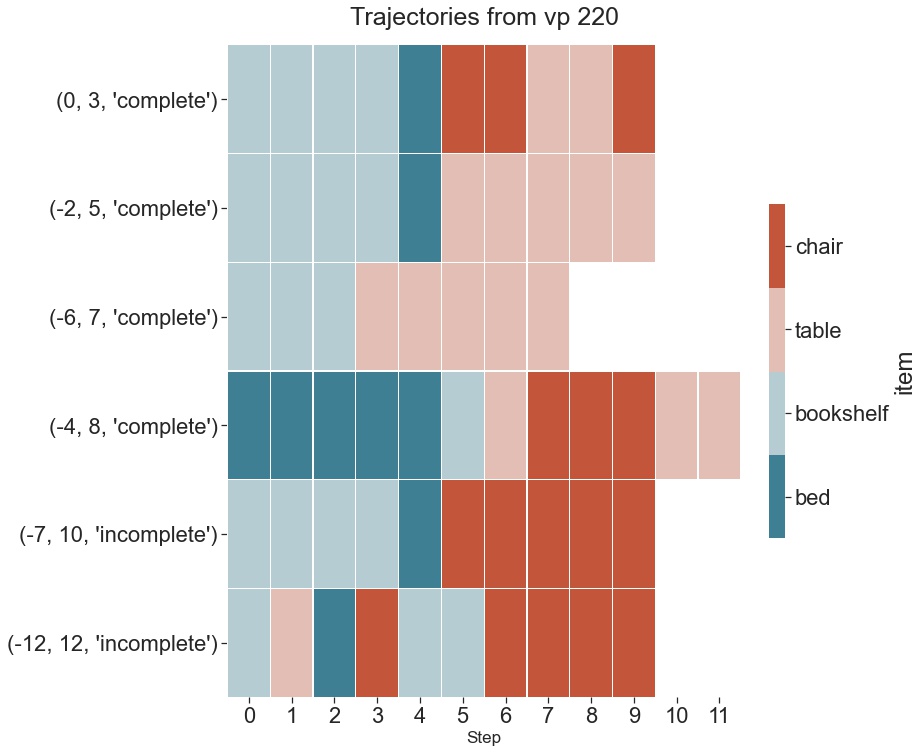 Trajectories from vp 220
(0, 3, 'complete')
(-2, 5, 'complete')
(-6, 7, 'complete')
(-4, 8, 'complete')
(-7, 10, 'incomplete')
(-12, 12, 'incomplete')
0 1 2 3 4 5 6 7 8 9 10 11
Step
chair
table
bookshelf
bed
item